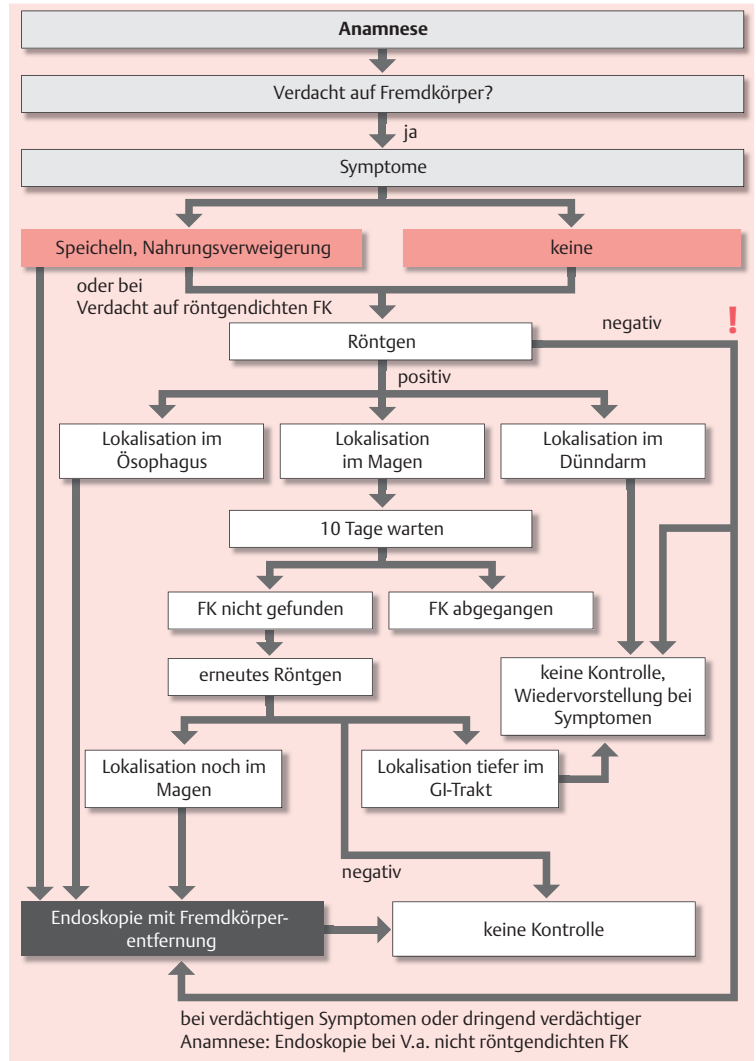 Anamnese
Verdacht auf Fremdkörper?
ja
Symptome
Speicheln, Nahrungsverweigerung
keine
oder bei
Verdacht auf röntgendichten FK
negativ
!
Röntgen
positiv
Lokalisation im
Ösophagus
Lokalisation
im Magen
Lokalisation im
Dünndarm
10 Tage warten
FK nicht gefunden
FK abgegangen
erneutes Röntgen
keine Kontrolle,
Wiedervorstellung bei
Symptomen
Lokalisation noch im
Magen
Lokalisation tiefer im
GI-Trakt
negativ
Endoskopie mit Fremdkörper-
entfernung
keine Kontrolle
bei verdächtigen Symptomen oder dringend verdächtiger
Anamnese: Endoskopie bei V.a. nicht röntgendichten FK